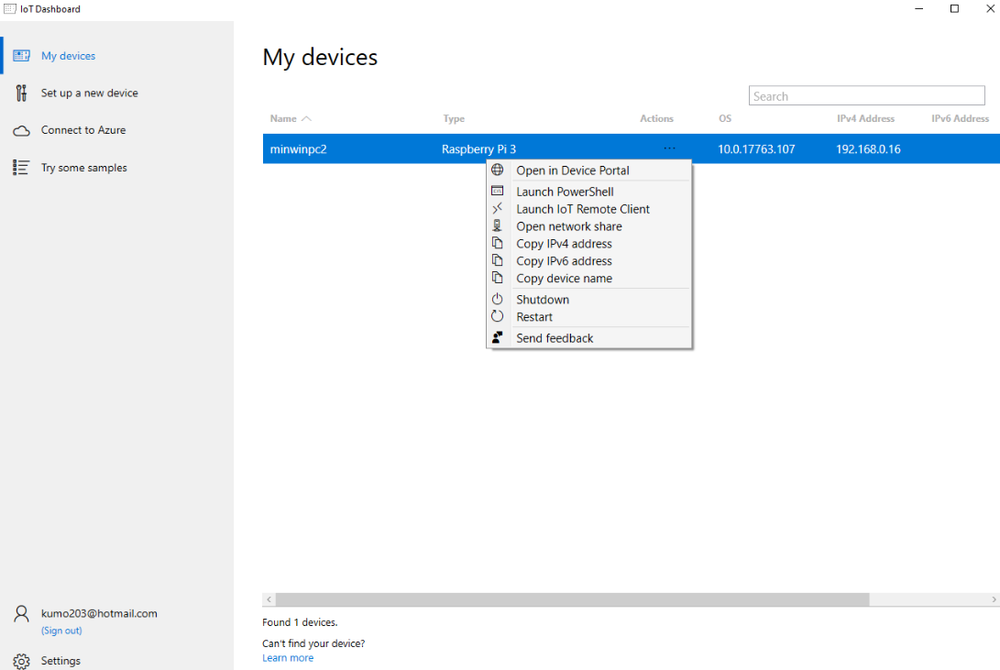 IoT Dashboard
My devices
Set up a new device
Connect to Azure
Try some samples
My devices
Search
Name Type Actions OS IPv4 Address IPv6 Address
minwinpc2 Raspberry Pi 3 ... 10.0.17763.107 192.168.0.16
Open in Device Portal
Launch PowerShell
Launch IoT Remote Client
Open network share
Copy IPv4 address
Copy IPv6 address
Copy device name
Shutdown
Restart
Send feedback
kumo203@hotmail.com
(Sign out)
Settings
Found 1 devices.
Can't find your device?
Learn more